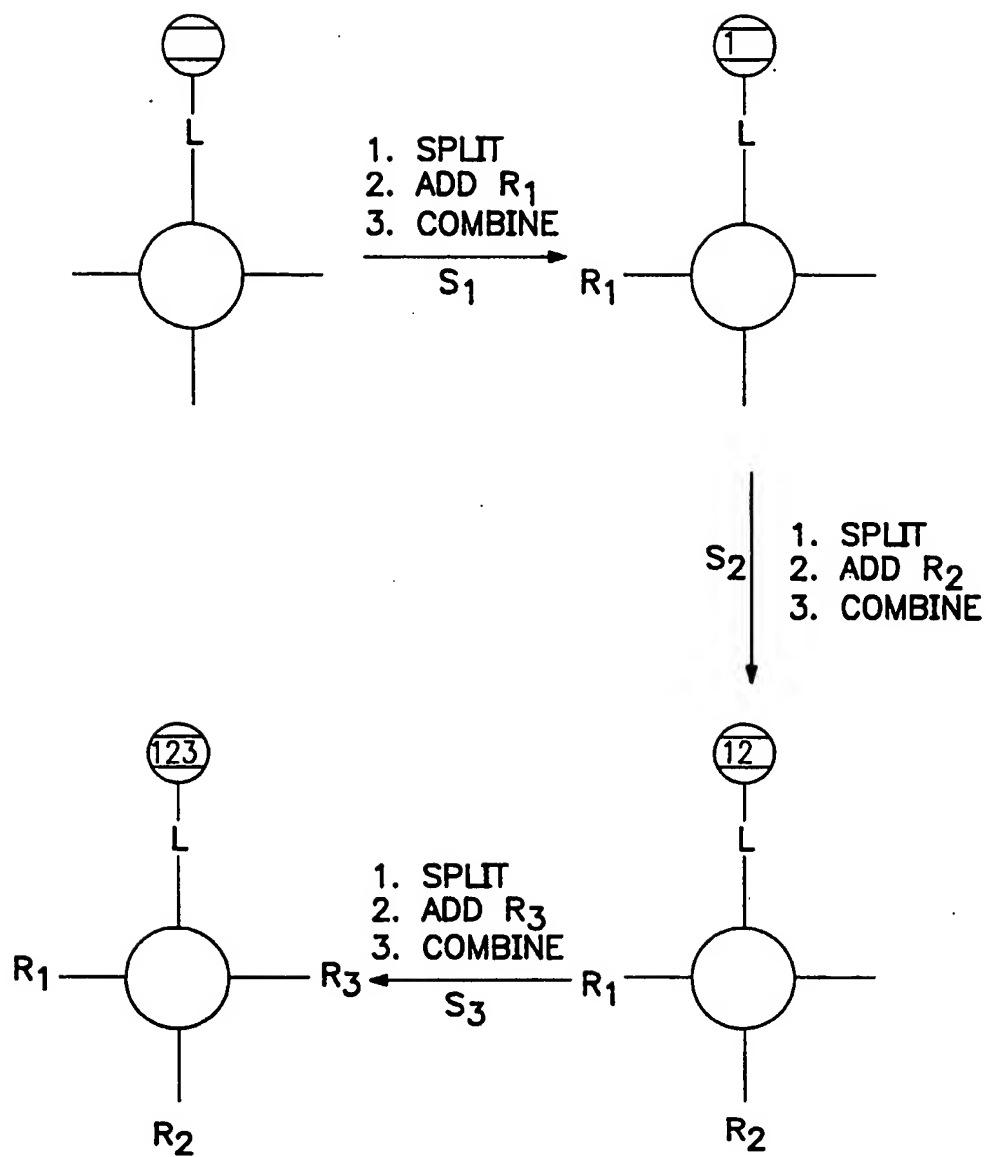 1
L
L
1. SPLIT
2. ADD R₁
3. COMBINE
S₁
R₁
S₂
1. SPLIT
2. ADD R₂
3. COMBINE
123
12
L
L
1. SPLIT
2. ADD R₃
3. COMBINE
R₁
R₃
S₃
R₁
R₂
R₂